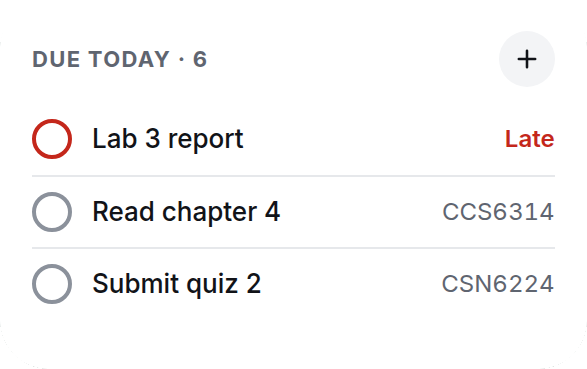 DUE TODAY · 6
Lab 3 report Late
Read chapter 4 CCS6314
Submit quiz 2 CSN6224